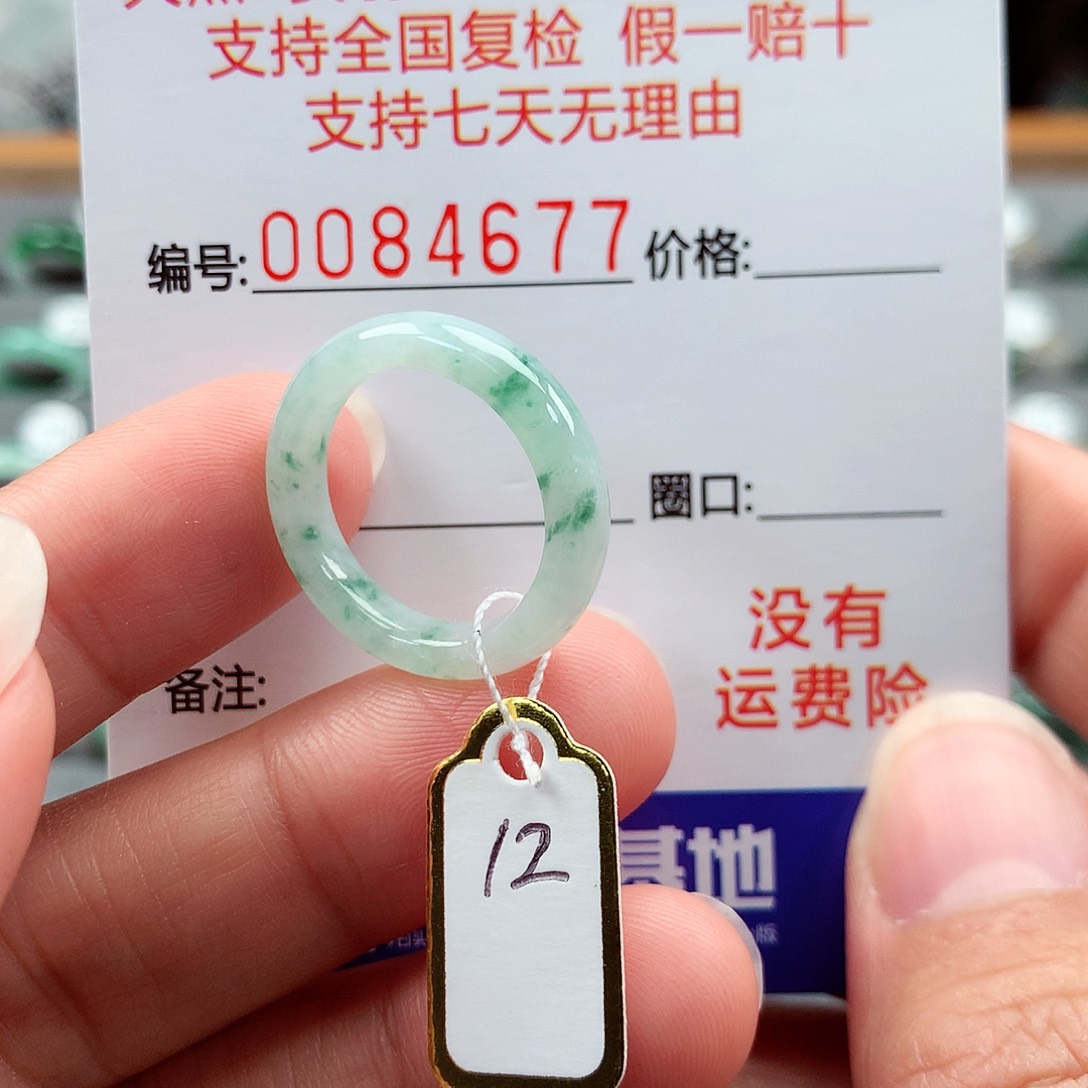 支持全国复检 假一赔十
支持七天无理由
编号: 0084677 价格:
圈口:
没有
备注:
运费险
12
基地